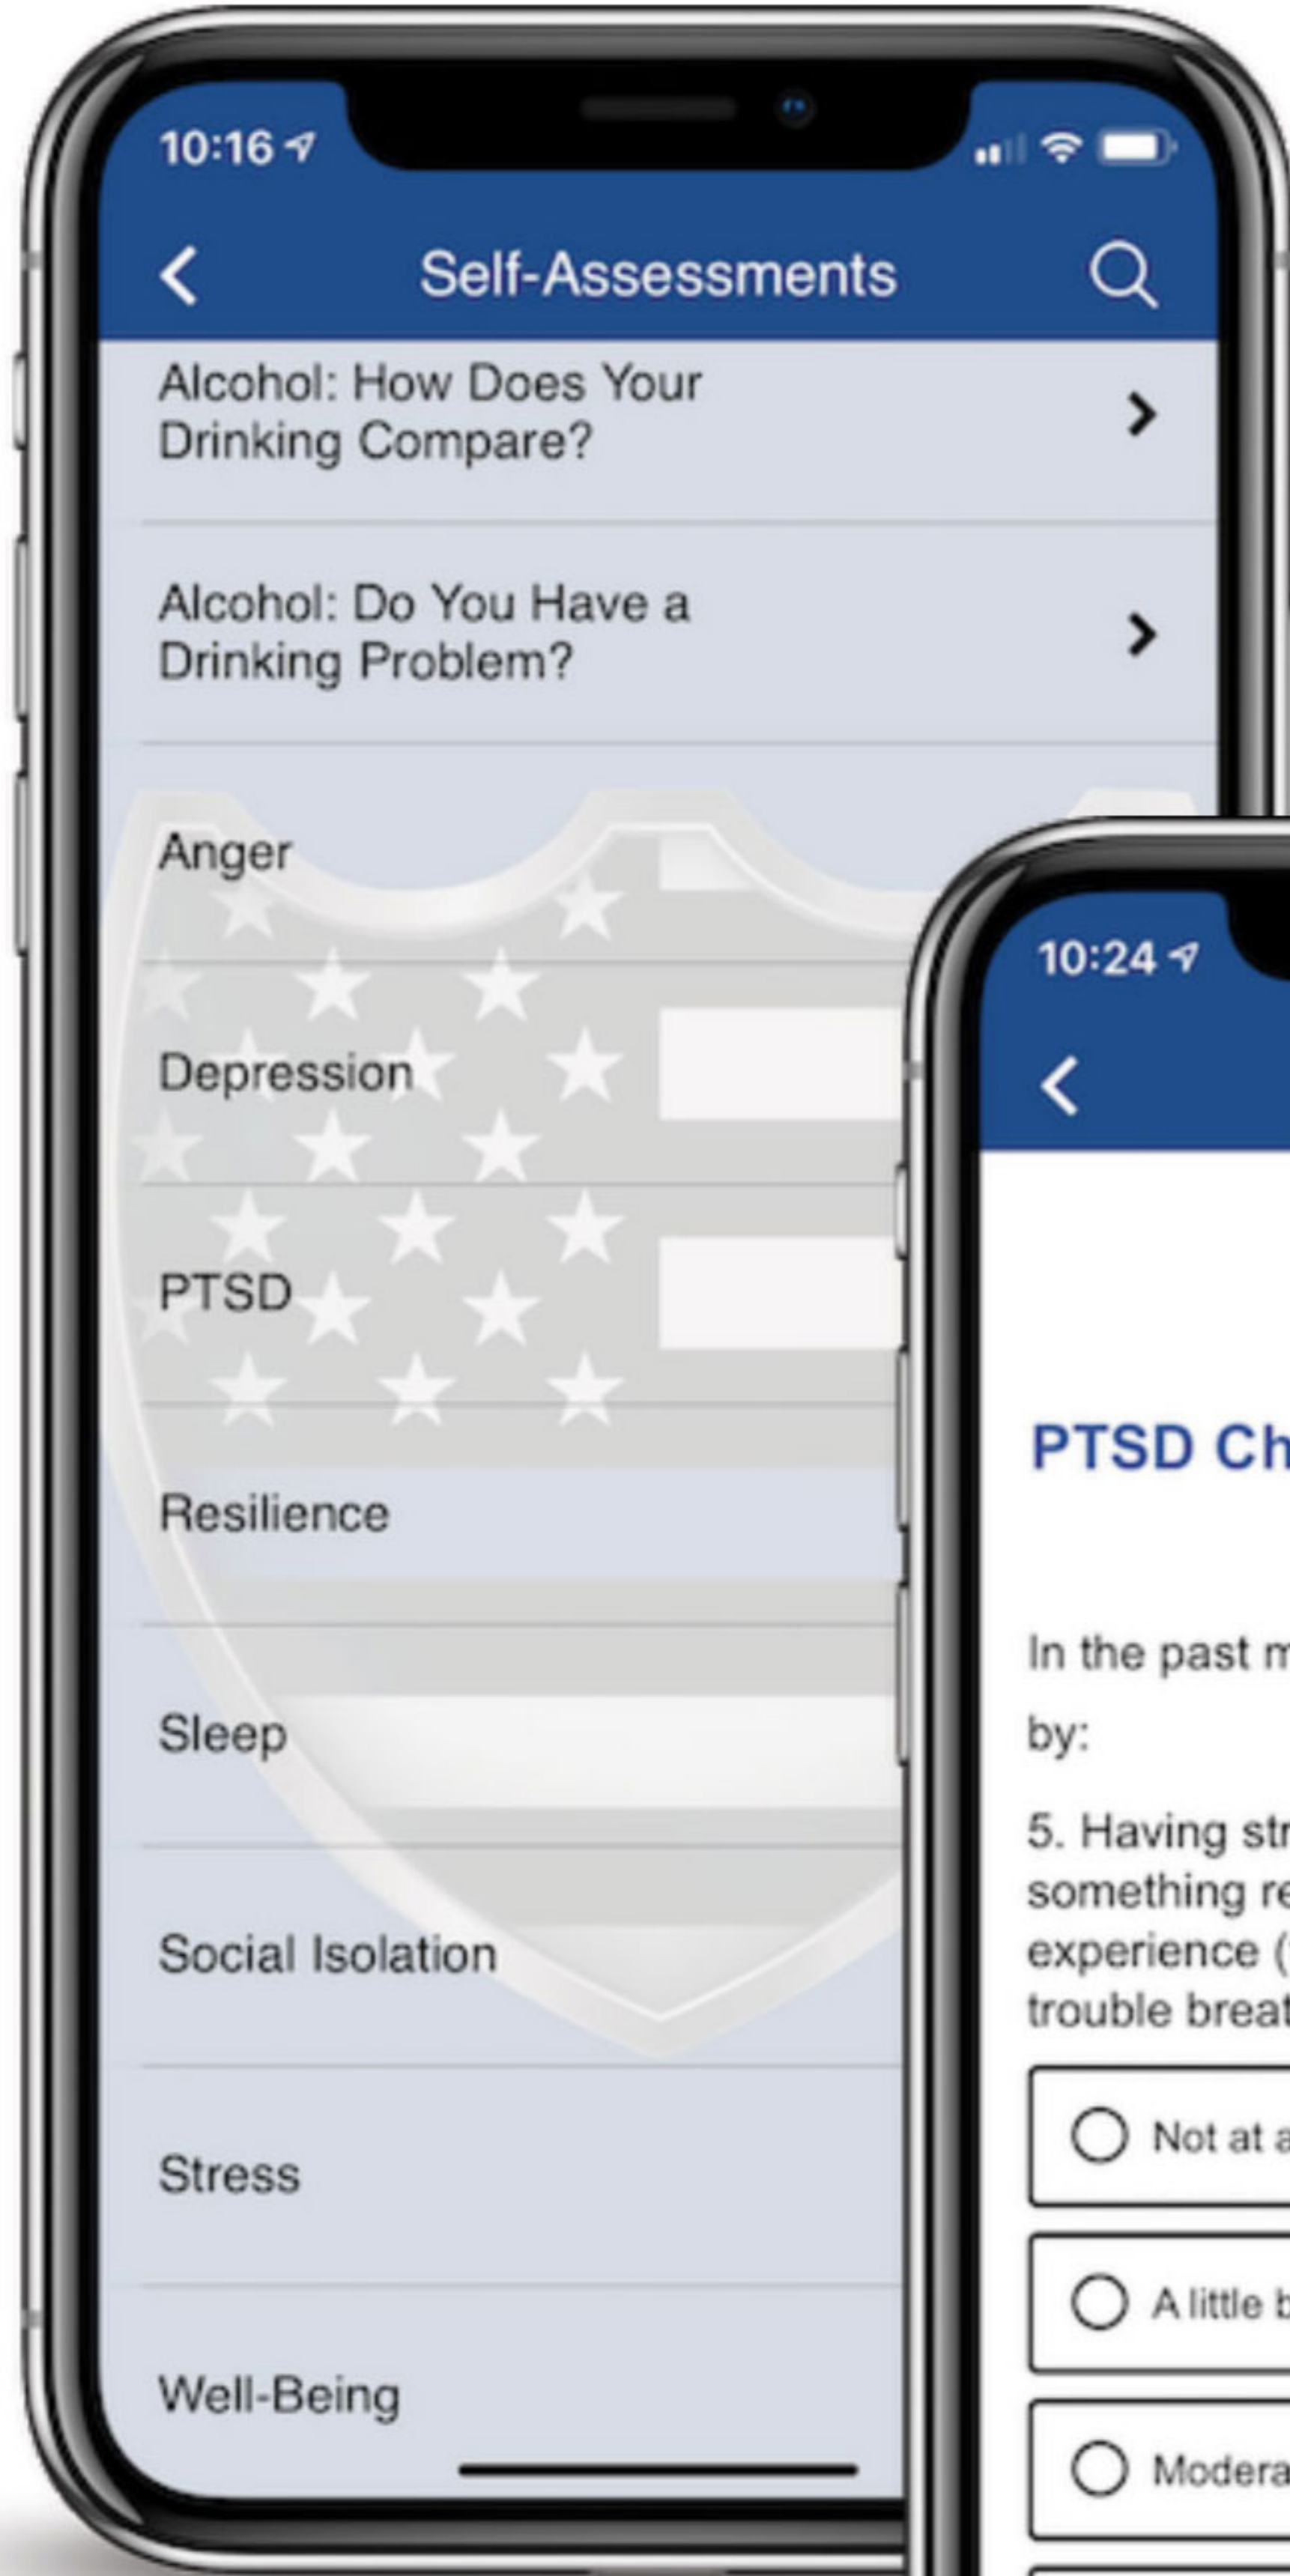 10:16
Self-Assessments
Alcohol: How Does Your
Drinking Compare?
Alcohol: Do You Have a
Drinking Problem?
Anger
Depression
PTSD
Resilience
Sleep
Social Isolation
Stress
Well-Being
10:24
PTSD
In the past
by:
5. Having
something
experience
trouble
Not at
A little